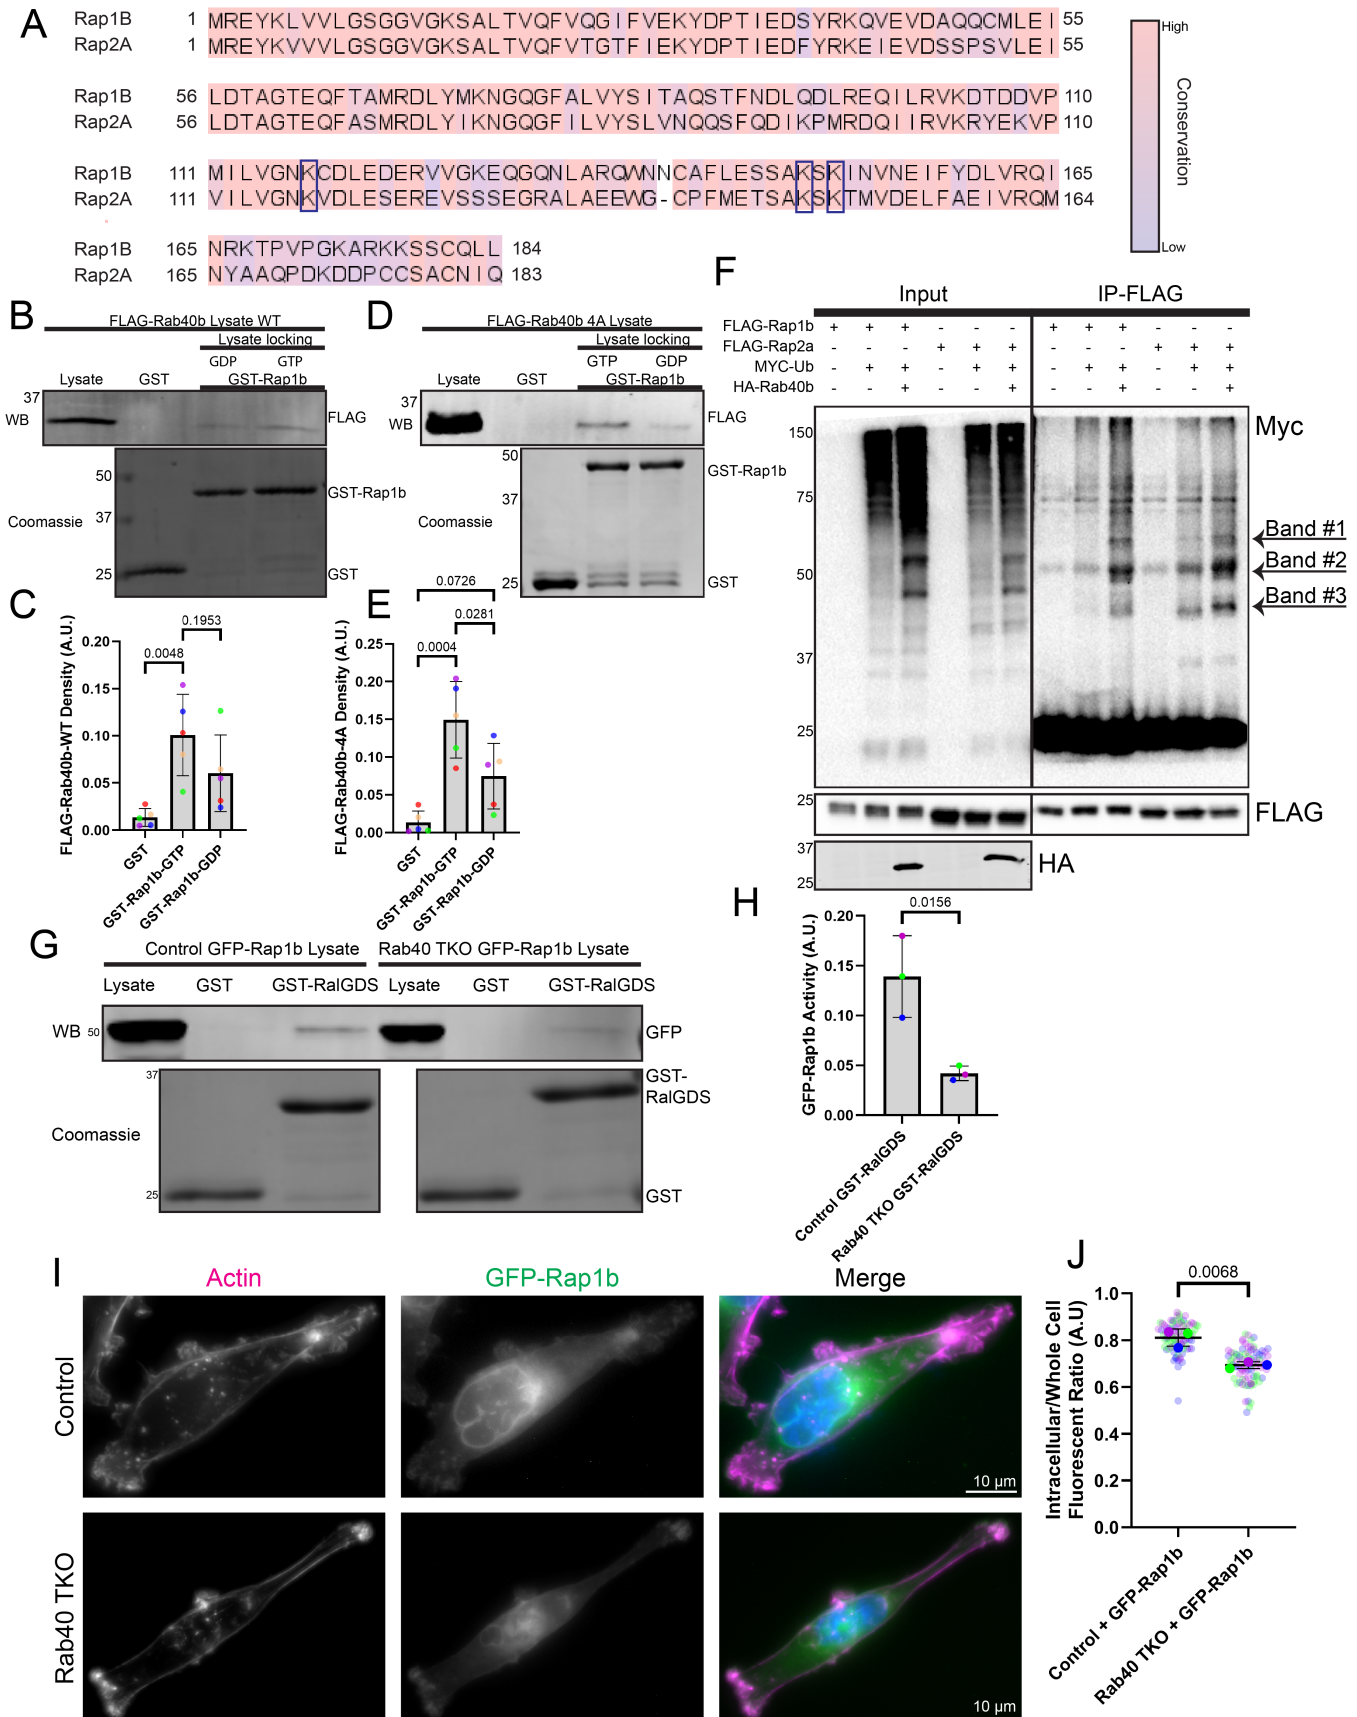 A
Rap1B 1 MREYKLVVLGSGGVGKSALTVQFVQGIFVEKYDPTIEDSYRKQVEVDAQQCMLEI 55
Rap2A 1 MREYKVVVLGSGGVGKSALTVQFVTGTFIEKYDPTIEDFYRKEIEVDSSPSVLEI 55
Rap1B 56 LDTAGTEQFTAMRDLYMKNGQGFALVYSITAQSTFNDLQDLREQILRVKDTDDVP 110
Rap2A 56 LDTAGTEQFASMRDLYIKNGQGFILVYSLVNQQSFQDIKPMRDQIIRVKRYEKVP 110
Rap1B 111 MILVGNKCDLEDERVVGKEQGQNLARQWNNCAFLESSAKSKINVNEIFYDLVRQI 165
Rap2A 111 VILVGNKVDLESEREVSSSEGRALAEEWG-CPFMETSAKSKTMVDELFAEIVRQM 164
Rap1B 165 NRKTPVPGKARKKSSCQLL 184
Rap2A 165 NYAAQPDKDDPCCSACNIQ 183
High
Conservation
Low
B
FLAG-Rab40b Lysate WT
Lysate locking
GDP GTP
Lysate GST GST-Rap1b
37
WB FLAG
50
GST-Rap1b
37
Coomassie
25 GST
D
FLAG-Rab40b 4A Lysate
Lysate locking
GTP GDP
Lysate GST GST-Rap1b
37
WB FLAG
50
GST-Rap1b
37
Coomassie
25 GST
C
FLAG-Rab40b-WT Density (A.U.)
0.20
0.15
0.10
0.05
0.00
0.0048
0.1953
GST
GST-Rap1b-GTP
GST-Rap1b-GDP
E
FLAG-Rab40b-4A Density (A.U.)
0.25
0.20
0.15
0.10
0.05
0.00
0.0726
0.0281
0.0004
GST
GST-Rap1b-GTP
GST-Rap1b-GDP
F
Input IP-FLAG
FLAG-Rap1b + + + - - - + + + - - -
FLAG-Rap2a - - - + + + - - - + + +
MYC-Ub - + + - + + - + + - + +
HA-Rab40b - - + - - + - - + - - +
150
75
50
37
25
Myc
Band #1
Band #2
Band #3
25
FLAG
37
25
HA
G
Control GFP-Rap1b Lysate Rab40 TKO GFP-Rap1b Lysate
Lysate GST GST-RalGDS Lysate GST GST-RalGDS
WB 50 GFP
37
GST-
RalGDS
Coomassie
25 GST
H
GFP-Rap1b Activity (A.U.)
0.20
0.15
0.10
0.05
0.00
0.0156
Control GST-RalGDS
Rab40 TKO GST-RalGDS
I
Actin GFP-Rap1b Merge
Control
10 µm
Rab40 TKO
10 µm
J
Intracellular/Whole Cell
Fluorescent Ratio (A.U)
1.0
0.8
0.6
0.4
0.2
0.0
0.0068
Control + GFP-Rap1b
Rab40 TKO + GFP-Rap1b